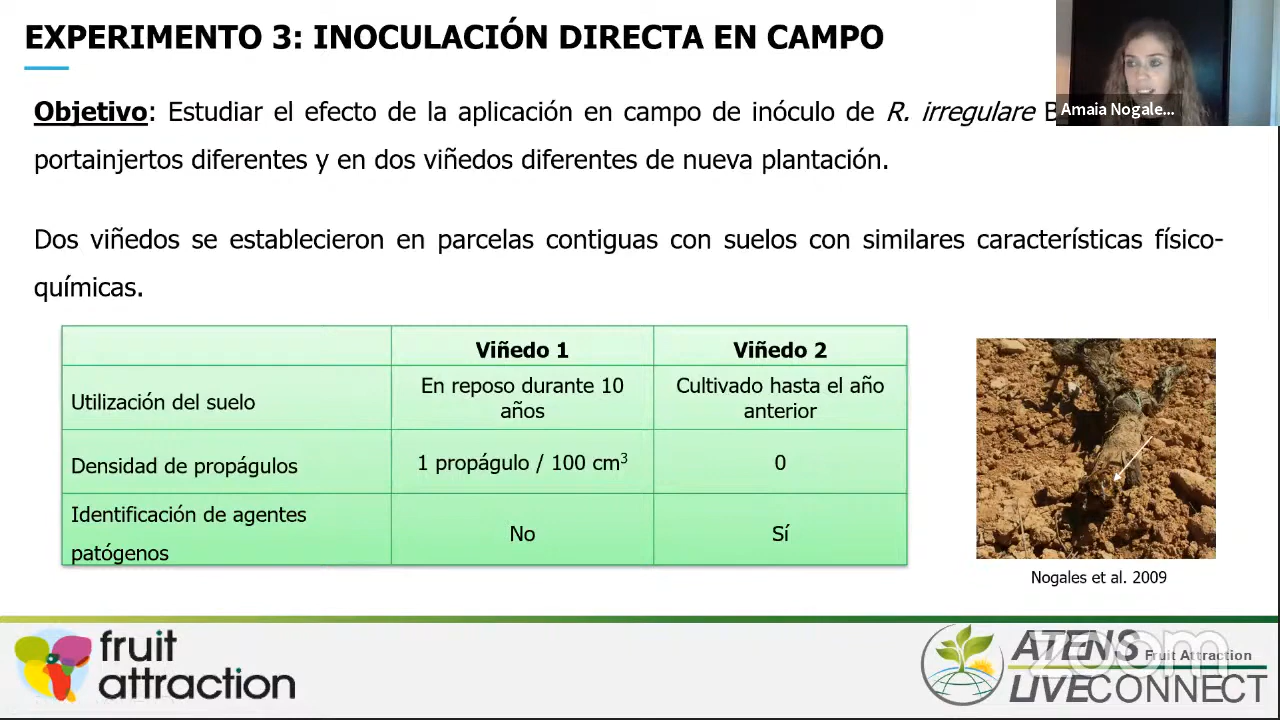 EXPERIMENTO 3: INOCULACIÓN DIRECTA EN CAMPO
Amaia Nogale...
Objetivo: Estudiar el efecto de la aplicación en campo de inóculo de R. irregulare
portainjertos diferentes y en dos viñedos diferentes de nueva plantación.
Dos viñedos se establecieron en parcelas contiguas con suelos con similares características físico-
químicas.
Viñedo 1 Viñedo 2
Utilización del suelo En reposo durante 10 Cultivado hasta el año
años anterior
Densidad de propágulos 1 propágulo / 100 cm³ 0
Identificación de agentes
patógenos No Sí
Nogales et al. 2009
fruit
attraction
ATENS Fruit Attraction
zoom
LIVECONNECT